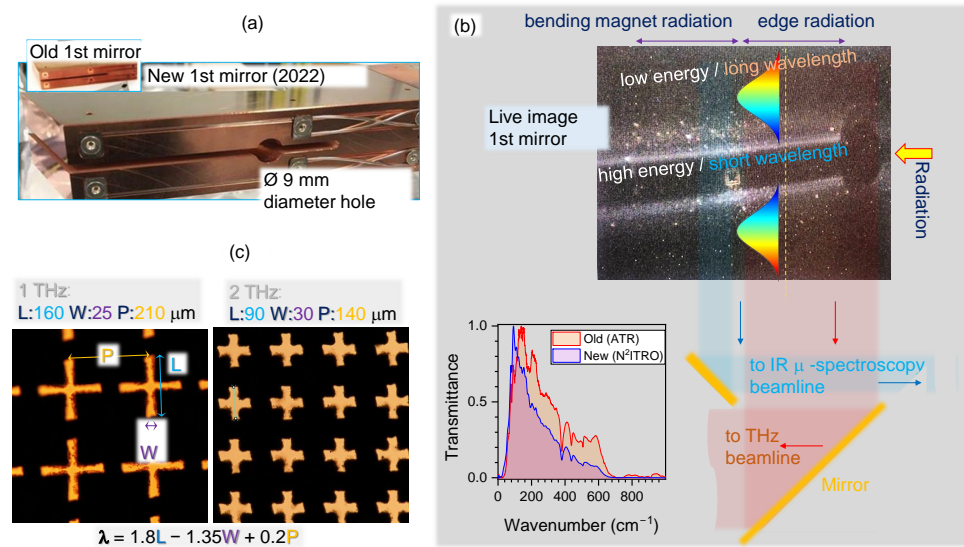 (a)
Old 1st mirror
New 1st mirror (2022)
Ø 9 mm
diameter hole
(b)
bending magnet radiation
edge radiation
low energy / long wavelength
Live image
1st mirror
high energy / short wavelength
Radiation
(c)
1 THz:
L:160 W:25 P:210 μm
2 THz:
L:90 W:30 P:140 μm
P
L
W
λ = 1.8L − 1.35W + 0.2P
1.0
0.5
0.0
Transmittance
Old (ATR)
New (N²ITRO)
0 200 400 600 800
Wavenumber (cm⁻¹)
to IR μ -spectroscopy
beamline
to THz
beamline
Mirror